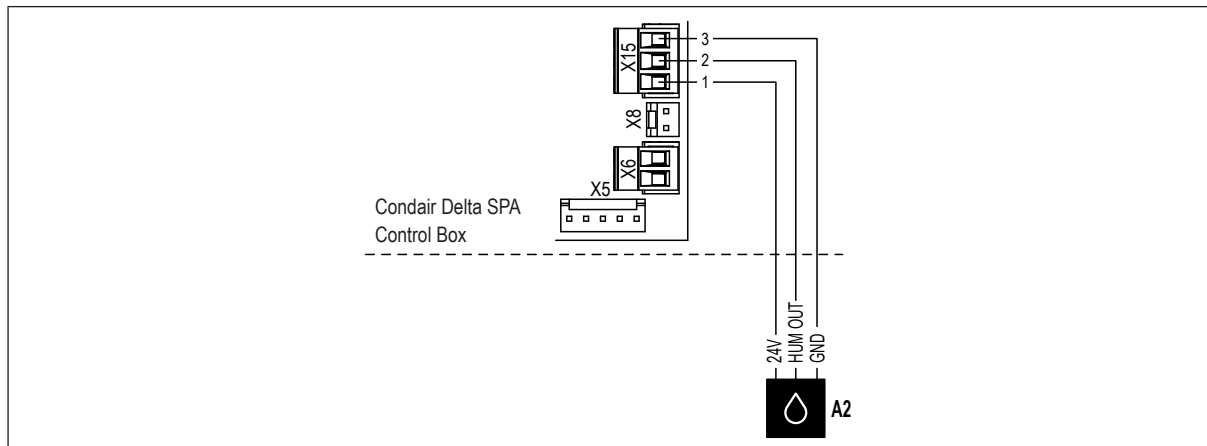 3
X15
2
1
X8
X6
X5
Condair Delta SPA
Control Box
24V
HUM OUT
GND
A2